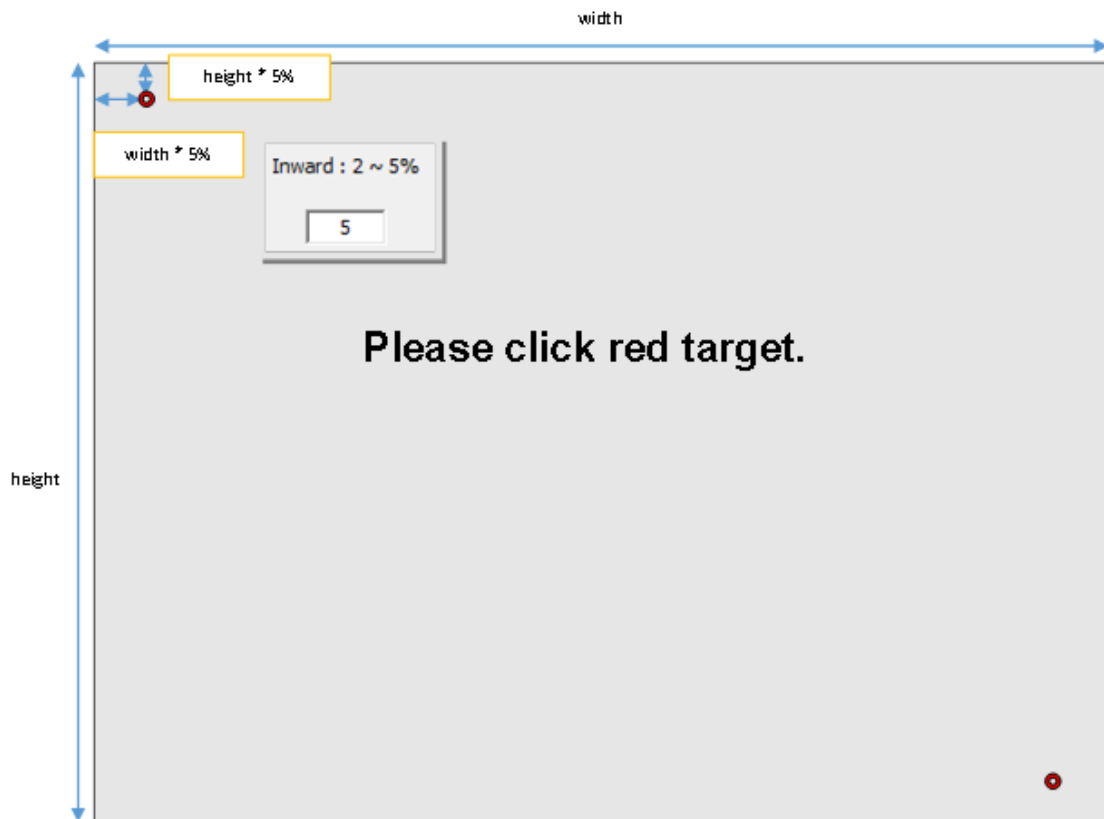 width
height * 5%
width * 5%
Inward : 2 ~ 5%
5
Please click red target.
height